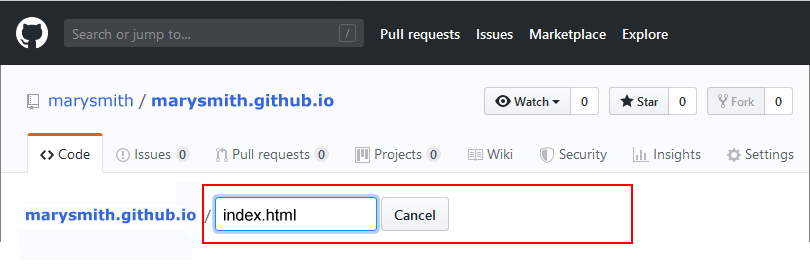 Search or jump to... / Pull requests Issues Marketplace Explore
marysmith / marysmith.github.io Watch 0 Star 0 Fork 0
Code Issues 0 Pull requests 0 Projects 0 Wiki Security Insights Settings
marysmith.github.io / index.html Cancel